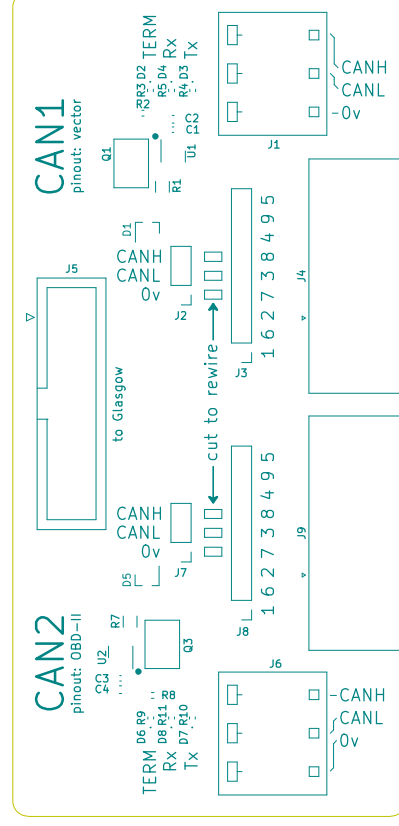 TERM
Rx
Tx
D2
D4
D3
R3
R5
R4
R2
C2
C1
CANH
CANL
0v
J1
CAN1
pinout: vector
Q1
U1
R1
D1
CANH
CANL
0v
J2
1 6 2 7 3 8 4 9 5
J3
J4
J5
to Glasgow
cut to rewire
CANH
CANL
0v
J7
D5
1 6 2 7 3 8 4 9 5
J8
J9
CAN2
pinout: OBD-II
R7
U2
Q3
C3
C4
R8
R9
R11
R10
D6
D8
D7
TERM
Rx
Tx
J6
CANH
CANL
0v